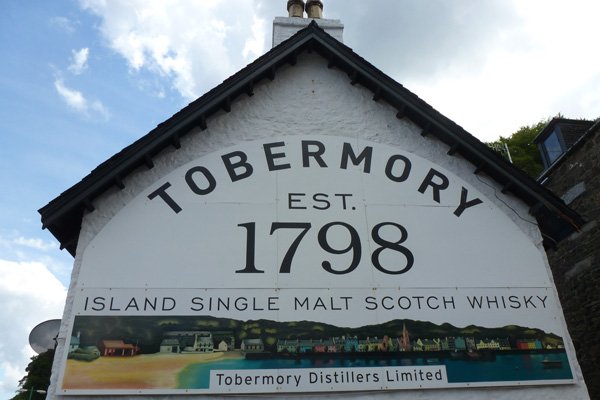 TOBERMORY
EST.
1798
ISLAND SINGLE MALT SCOTCH WHISKY
Tobermory Distillers Limited